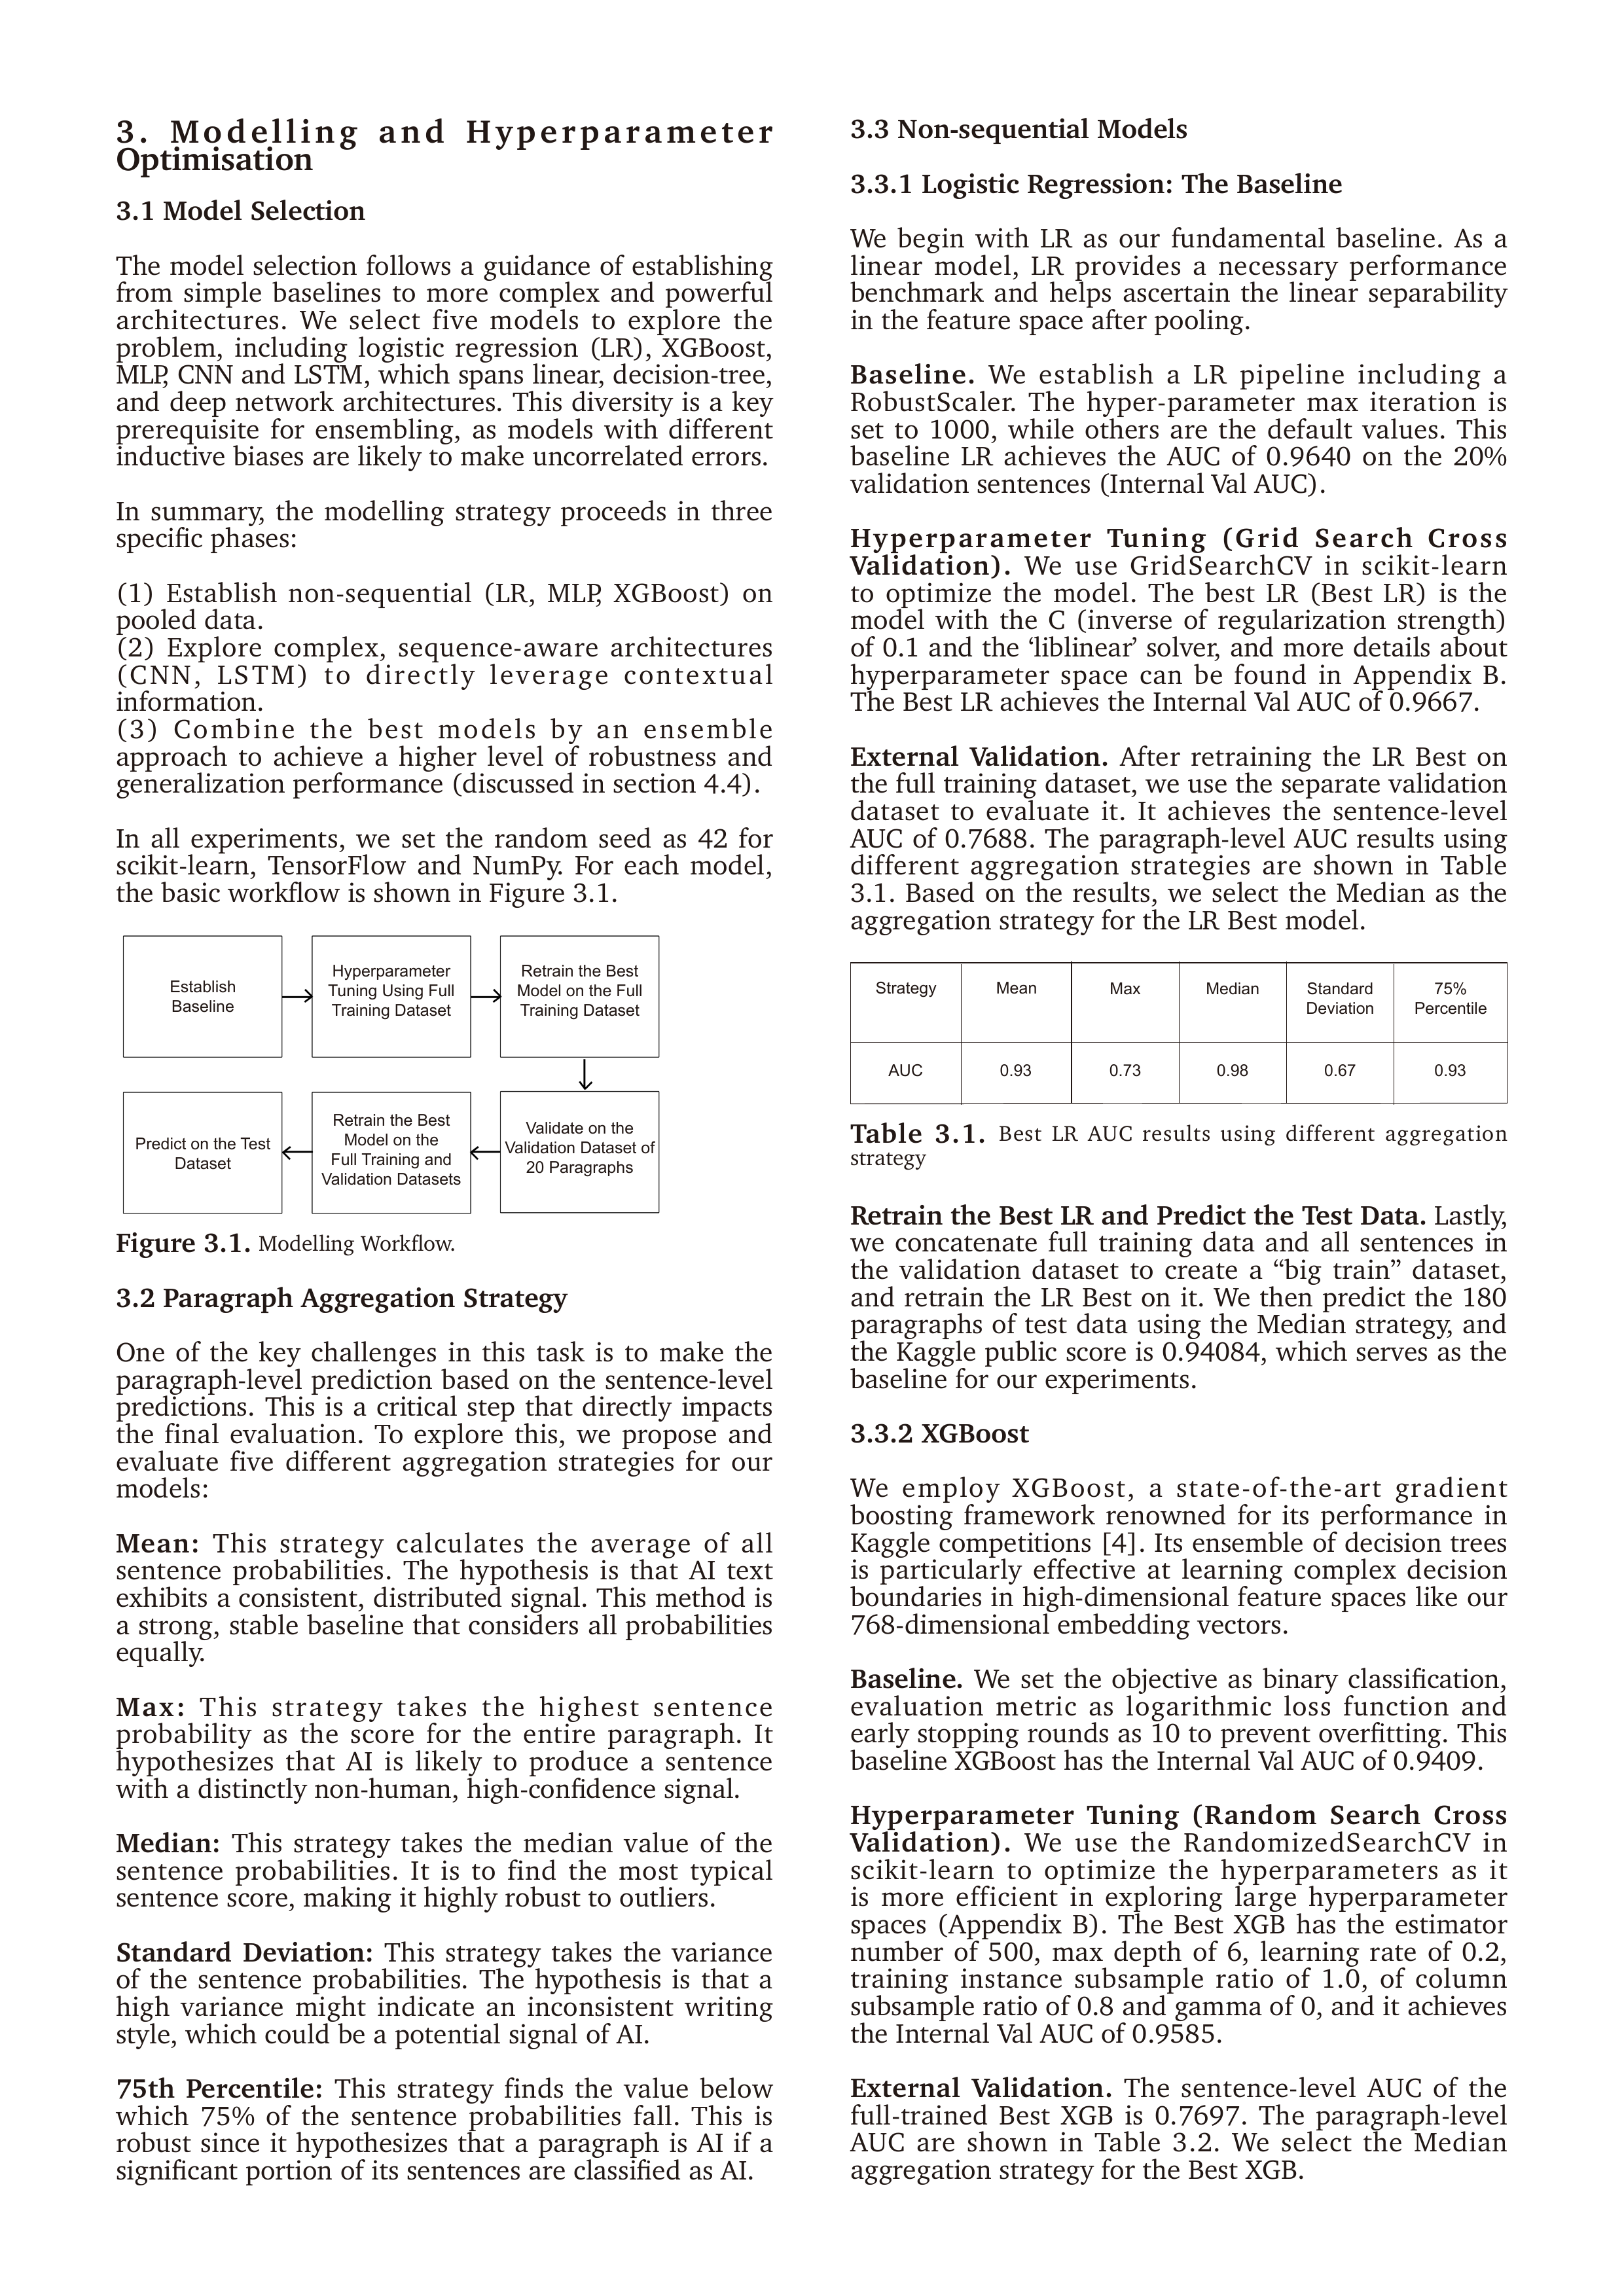 3. Modelling and Hyperparameter
Optimisation
3.1 Model Selection
The model selection follows a guidance of establishing
from simple baselines to more complex and powerful
architectures. We select five models to explore the
problem, including logistic regression (LR), XGBoost,
MLP, CNN and LSTM, which spans linear, decision-tree,
and deep network architectures. This diversity is a key
prerequisite for ensembling, as models with different
inductive biases are likely to make uncorrelated errors.
In summary, the modelling strategy proceeds in three
specific phases:
(1) Establish non-sequential (LR, MLP, XGBoost) on
pooled data.
(2) Explore complex, sequence-aware architectures
(CNN, LSTM) to directly leverage contextual
information.
(3) Combine the best models by an ensemble
approach to achieve a higher level of robustness and
generalization performance (discussed in section 4.4).
In all experiments, we set the random seed as 42 for
scikit-learn, TensorFlow and NumPy. For each model,
the basic workflow is shown in Figure 3.1.
Establish
Baseline
Hyperparameter
Tuning Using Full
Training Dataset
Retrain the Best
Model on the Full
Training Dataset
Predict on the Test
Dataset
Retrain the Best
Model on the
Full Training and
Validation Datasets
Validate on the
Validation Dataset of
20 Paragraphs
Figure 3.1. Modelling Workflow.
3.2 Paragraph Aggregation Strategy
One of the key challenges in this task is to make the
paragraph-level prediction based on the sentence-level
predictions. This is a critical step that directly impacts
the final evaluation. To explore this, we propose and
evaluate five different aggregation strategies for our
models:
Mean: This strategy calculates the average of all
sentence probabilities. The hypothesis is that AI text
exhibits a consistent, distributed signal. This method is
a strong, stable baseline that considers all probabilities
equally.
Max: This strategy takes the highest sentence
probability as the score for the entire paragraph. It
hypothesizes that AI is likely to produce a sentence
with a distinctly non-human, high-confidence signal.
Median: This strategy takes the median value of the
sentence probabilities. It is to find the most typical
sentence score, making it highly robust to outliers.
Standard Deviation: This strategy takes the variance
of the sentence probabilities. The hypothesis is that a
high variance might indicate an inconsistent writing
style, which could be a potential signal of AI.
75th Percentile: This strategy finds the value below
which 75% of the sentence probabilities fall. This is
robust since it hypothesizes that a paragraph is AI if a
significant portion of its sentences are classified as AI.
3.3 Non-sequential Models
3.3.1 Logistic Regression: The Baseline
We begin with LR as our fundamental baseline. As a
linear model, LR provides a necessary performance
benchmark and helps ascertain the linear separability
in the feature space after pooling.
Baseline. We establish a LR pipeline including a
RobustScaler. The hyper-parameter max iteration is
set to 1000, while others are the default values. This
baseline LR achieves the AUC of 0.9640 on the 20%
validation sentences (Internal Val AUC).
Hyperparameter Tuning (Grid Search Cross
Validation). We use GridSearchCV in scikit-learn
to optimize the model. The best LR (Best LR) is the
model with the C (inverse of regularization strength)
of 0.1 and the ‘liblinear’ solver, and more details about
hyperparameter space can be found in Appendix B.
The Best LR achieves the Internal Val AUC of 0.9667.
External Validation. After retraining the LR Best on
the full training dataset, we use the separate validation
dataset to evaluate it. It achieves the sentence-level
AUC of 0.7688. The paragraph-level AUC results using
different aggregation strategies are shown in Table
3.1. Based on the results, we select the Median as the
aggregation strategy for the LR Best model.
Strategy Mean Max Median Standard Deviation 75% Percentile
AUC 0.93 0.73 0.98 0.67 0.93
Table 3.1. Best LR AUC results using different aggregation
strategy
Retrain the Best LR and Predict the Test Data. Lastly,
we concatenate full training data and all sentences in
the validation dataset to create a “big train” dataset,
and retrain the LR Best on it. We then predict the 180
paragraphs of test data using the Median strategy, and
the Kaggle public score is 0.94084, which serves as the
baseline for our experiments.
3.3.2 XGBoost
We employ XGBoost, a state-of-the-art gradient
boosting framework renowned for its performance in
Kaggle competitions [4]. Its ensemble of decision trees
is particularly effective at learning complex decision
boundaries in high-dimensional feature spaces like our
768-dimensional embedding vectors.
Baseline. We set the objective as binary classification,
evaluation metric as logarithmic loss function and
early stopping rounds as 10 to prevent overfitting. This
baseline XGBoost has the Internal Val AUC of 0.9409.
Hyperparameter Tuning (Random Search Cross
Validation). We use the RandomizedSearchCV in
scikit-learn to optimize the hyperparameters as it
is more efficient in exploring large hyperparameter
spaces (Appendix B). The Best XGB has the estimator
number of 500, max depth of 6, learning rate of 0.2,
training instance subsample ratio of 1.0, of column
subsample ratio of 0.8 and gamma of 0, and it achieves
the Internal Val AUC of 0.9585.
External Validation. The sentence-level AUC of the
full-trained Best XGB is 0.7697. The paragraph-level
AUC are shown in Table 3.2. We select the Median
aggregation strategy for the Best XGB.